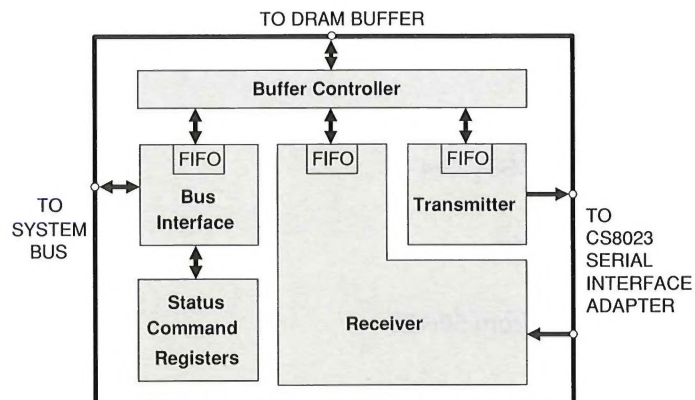 TO DRAM BUFFER
Buffer Controller
FIFO
FIFO
FIFO
Bus
Interface
Transmitter
TO
SYSTEM
BUS
TO
CS8023
SERIAL
INTERFACE
ADAPTER
Status
Command
Registers
Receiver